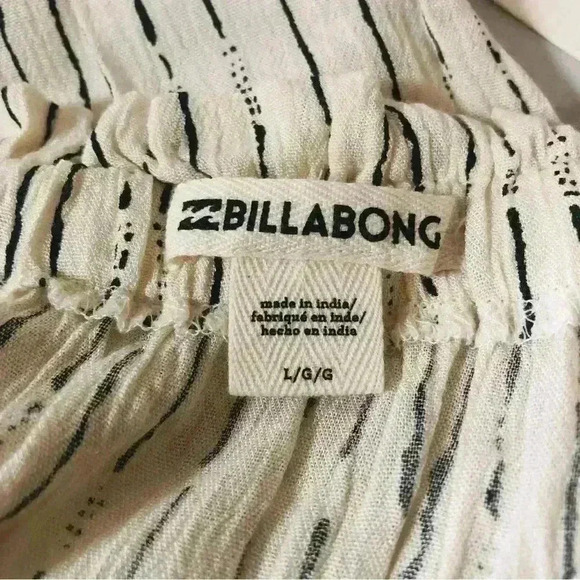 BILLABONG
made in india/
fabriqué en inde/
hecho en india
L/G/G